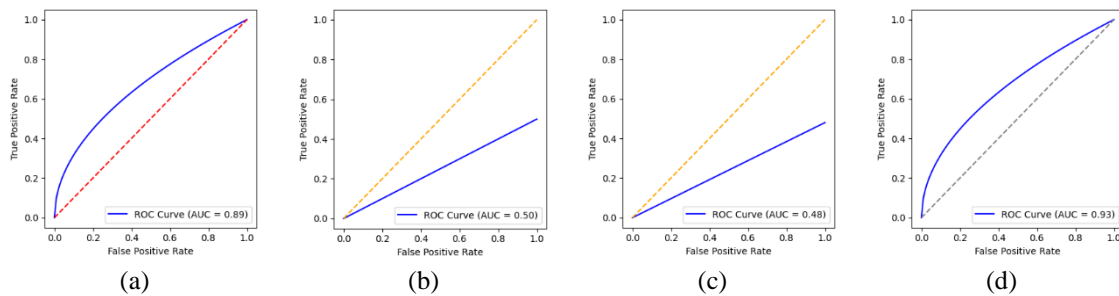 1.0
0.8
0.6
0.4
0.2
0.0
True Positive Rate
ROC Curve (AUC = 0.89)
0.0 0.2 0.4 0.6 0.8 1.0
False Positive Rate
(a)
1.0
0.8
0.6
0.4
0.2
0.0
True Positive Rate
ROC Curve (AUC = 0.50)
0.0 0.2 0.4 0.6 0.8 1.0
False Positive Rate
(b)
1.0
0.8
0.6
0.4
0.2
0.0
True Positive Rate
ROC Curve (AUC = 0.48)
0.0 0.2 0.4 0.6 0.8 1.0
False Positive Rate
(c)
1.0
0.8
0.6
0.4
0.2
0.0
True Positive Rate
ROC Curve (AUC = 0.93)
0.0 0.2 0.4 0.6 0.8 1.0
False Positive Rate
(d)